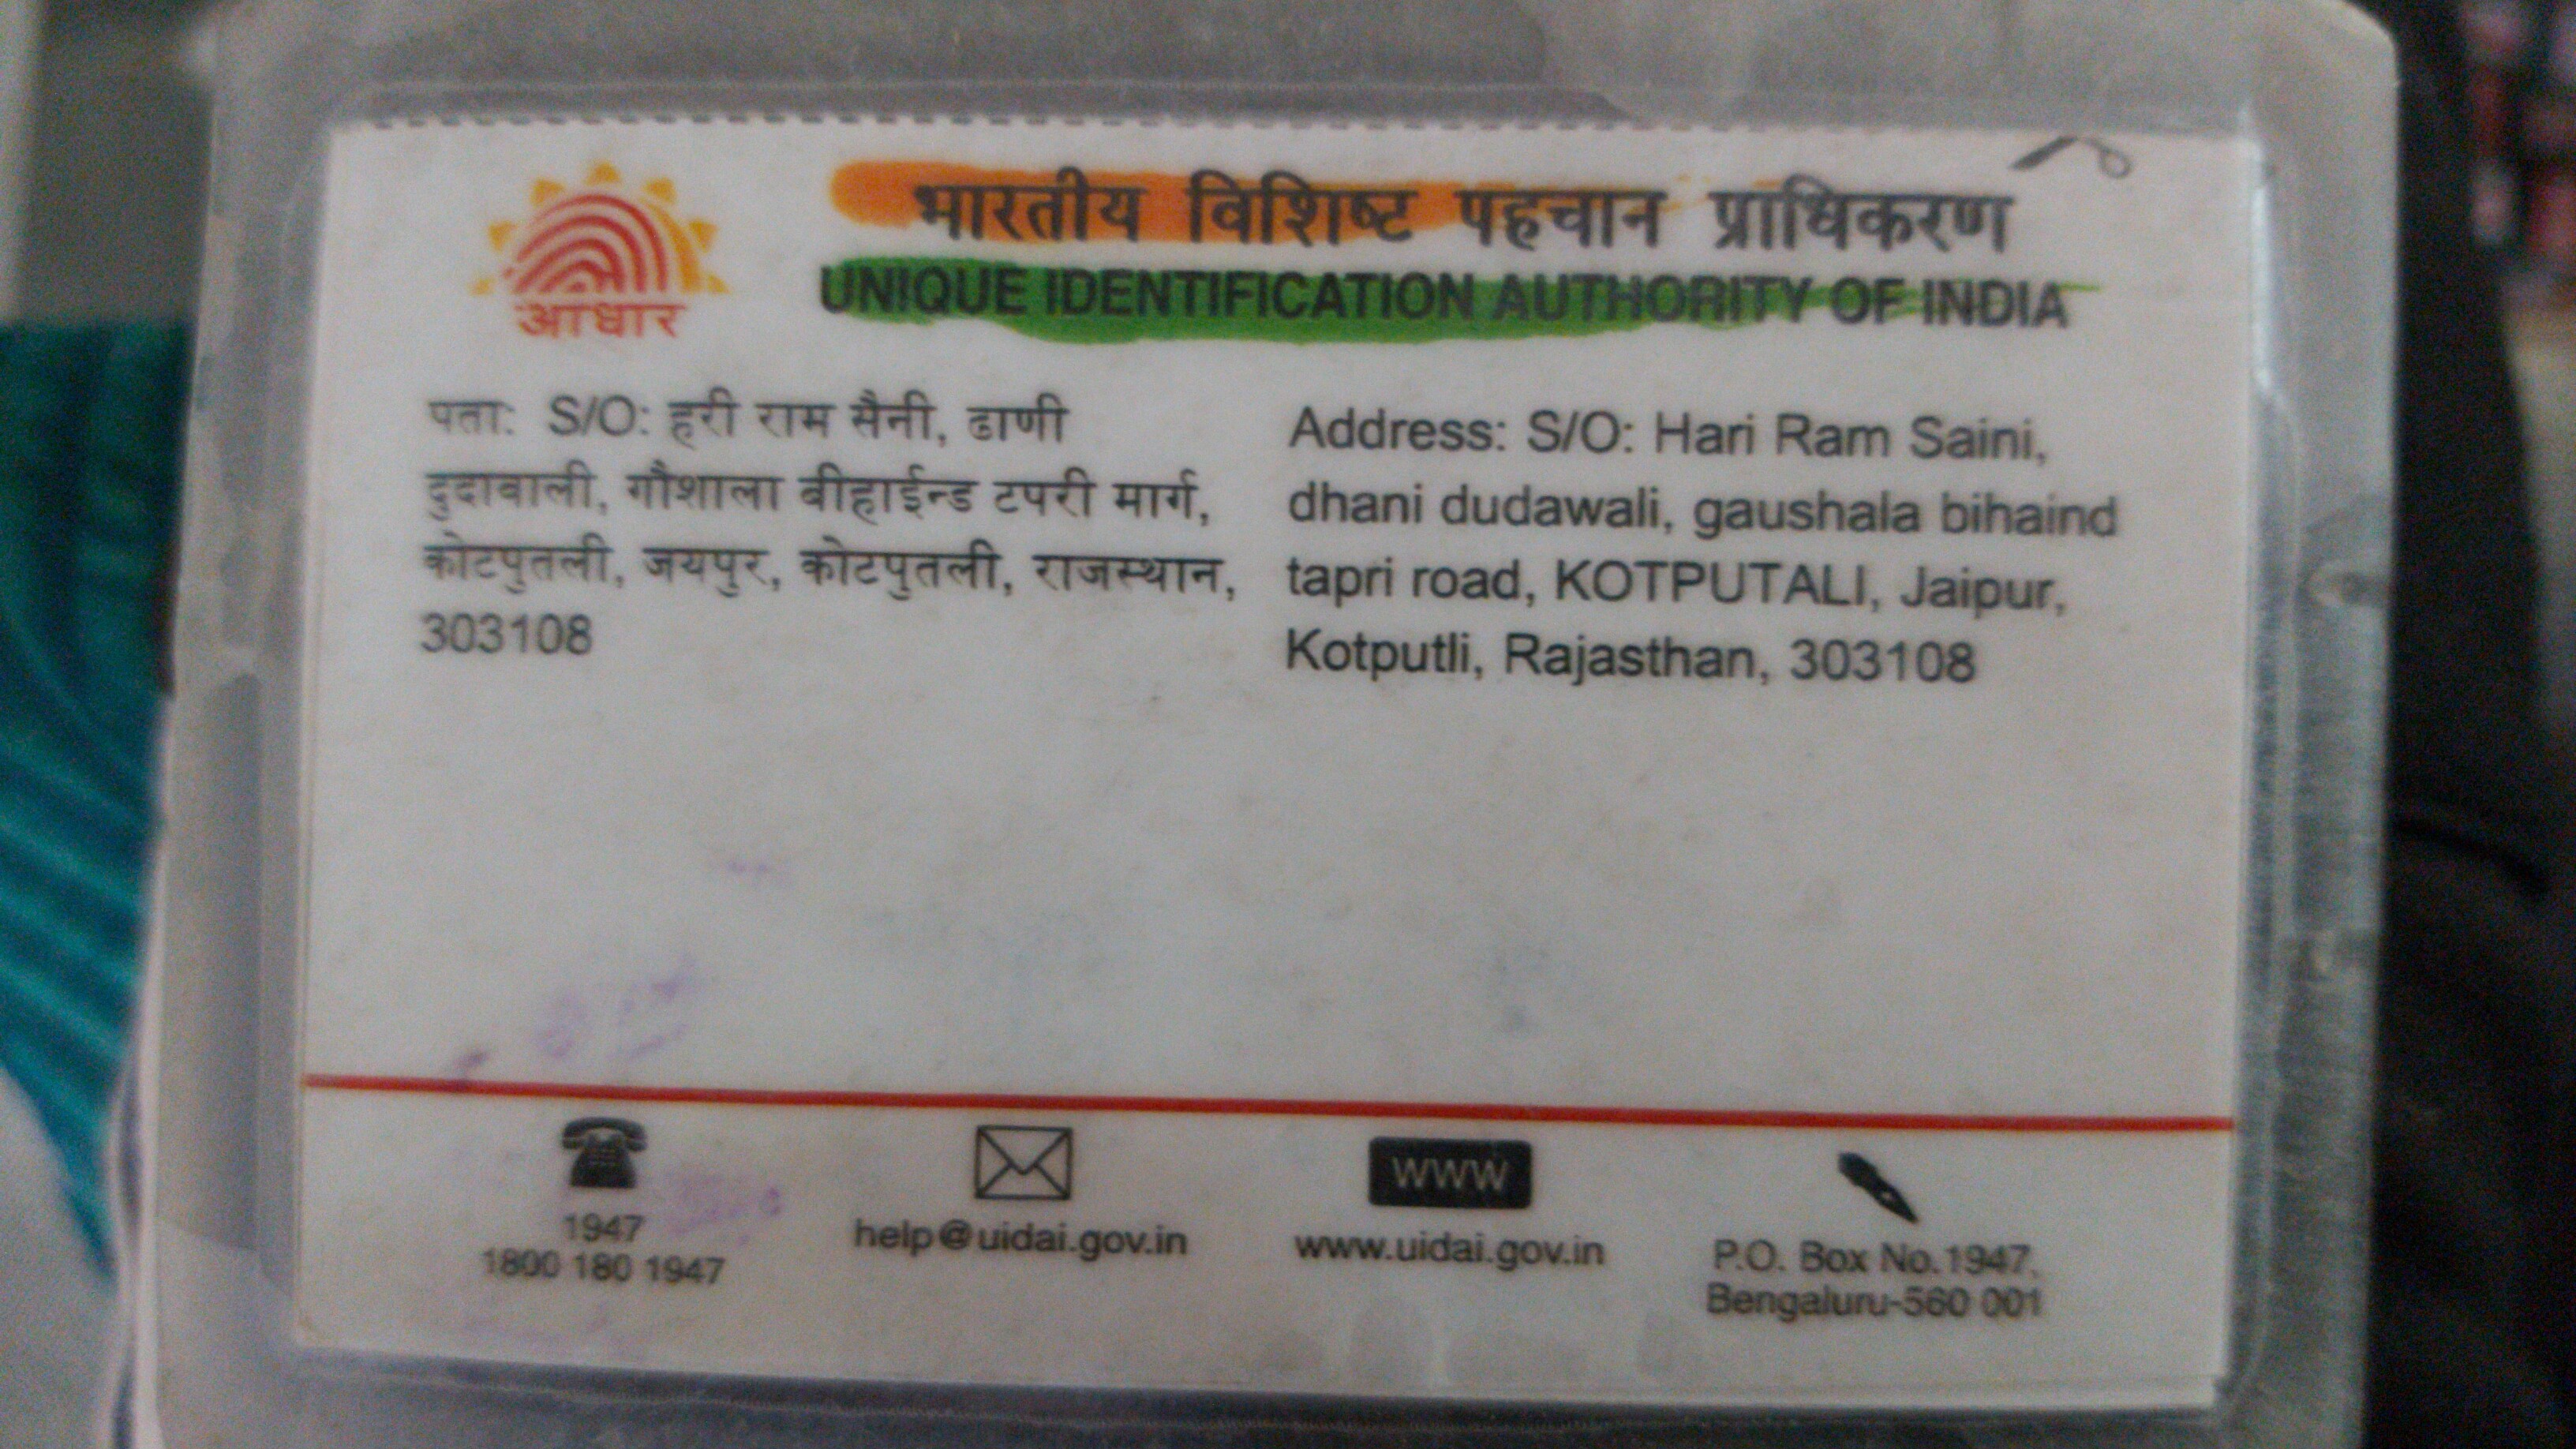 आधार
भारतीय विशिष्ट पहचान प्राधिकरण
UNIQUE IDENTIFICATION AUTHORITY OF INDIA
पता: S/O: हरी राम सैनी, ढाणी
दुदावाली, गौशाला बीहाईन्ड टपरी मार्ग,
कोटपुतली, जयपुर, कोटपुतली, राजस्थान,
303108
Address: S/O: Hari Ram Saini,
dhani dudawali, gaushala bihaind
tapri road, KOTPUTALI, Jaipur,
Kotputli, Rajasthan, 303108
1947
1800 180 1947
help@uidai.gov.in
www
www.uidai.gov.in
P.O. Box No.1947,
Bengaluru-560 001